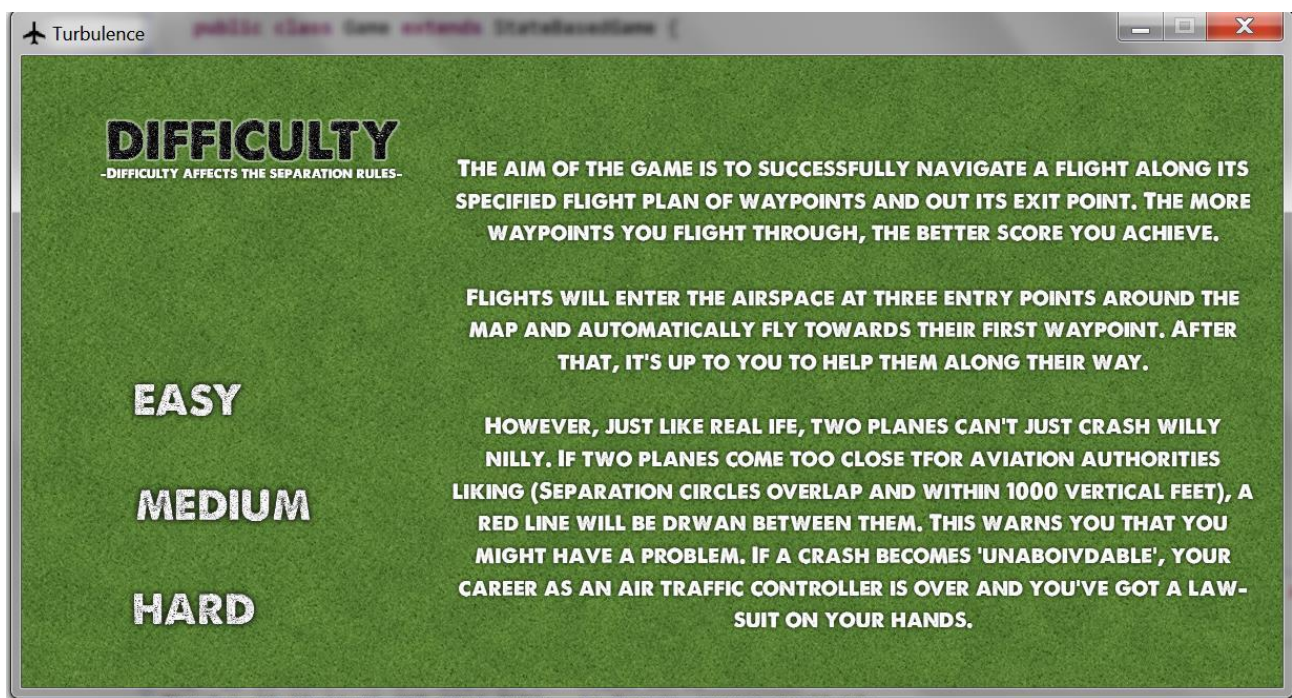 public class Game extends StateBasedGame {
Turbulence
DIFFICULTY
-DIFFICULTY AFFECTS THE SEPARATION RULES-
EASY
MEDIUM
HARD
THE AIM OF THE GAME IS TO SUCCESSFULLY NAVIGATE A FLIGHT ALONG ITS
SPECIFIED FLIGHT PLAN OF WAYPOINTS AND OUT ITS EXIT POINT. THE MORE
WAYPOINTS YOU FLIGHT THROUGH, THE BETTER SCORE YOU ACHIEVE.
FLIGHTS WILL ENTER THE AIRSPACE AT THREE ENTRY POINTS AROUND THE
MAP AND AUTOMATICALLY FLY TOWARDS THEIR FIRST WAYPOINT. AFTER
THAT, IT'S UP TO YOU TO HELP THEM ALONG THEIR WAY.
HOWEVER, JUST LIKE REAL IFE, TWO PLANES CAN'T JUST CRASH WILLY
NILLY. IF TWO PLANES COME TOO CLOSE TFOR AVIATION AUTHORITIES
LIKING (SEPARATION CIRCLES OVERLAP AND WITHIN 1000 VERTICAL FEET), A
RED LINE WILL BE DRWAN BETWEEN THEM. THIS WARNS YOU THAT YOU
MIGHT HAVE A PROBLEM. IF A CRASH BECOMES 'UNABOIVDABLE', YOUR
CAREER AS AN AIR TRAFFIC CONTROLLER IS OVER AND YOU'VE GOT A LAW-
SUIT ON YOUR HANDS.